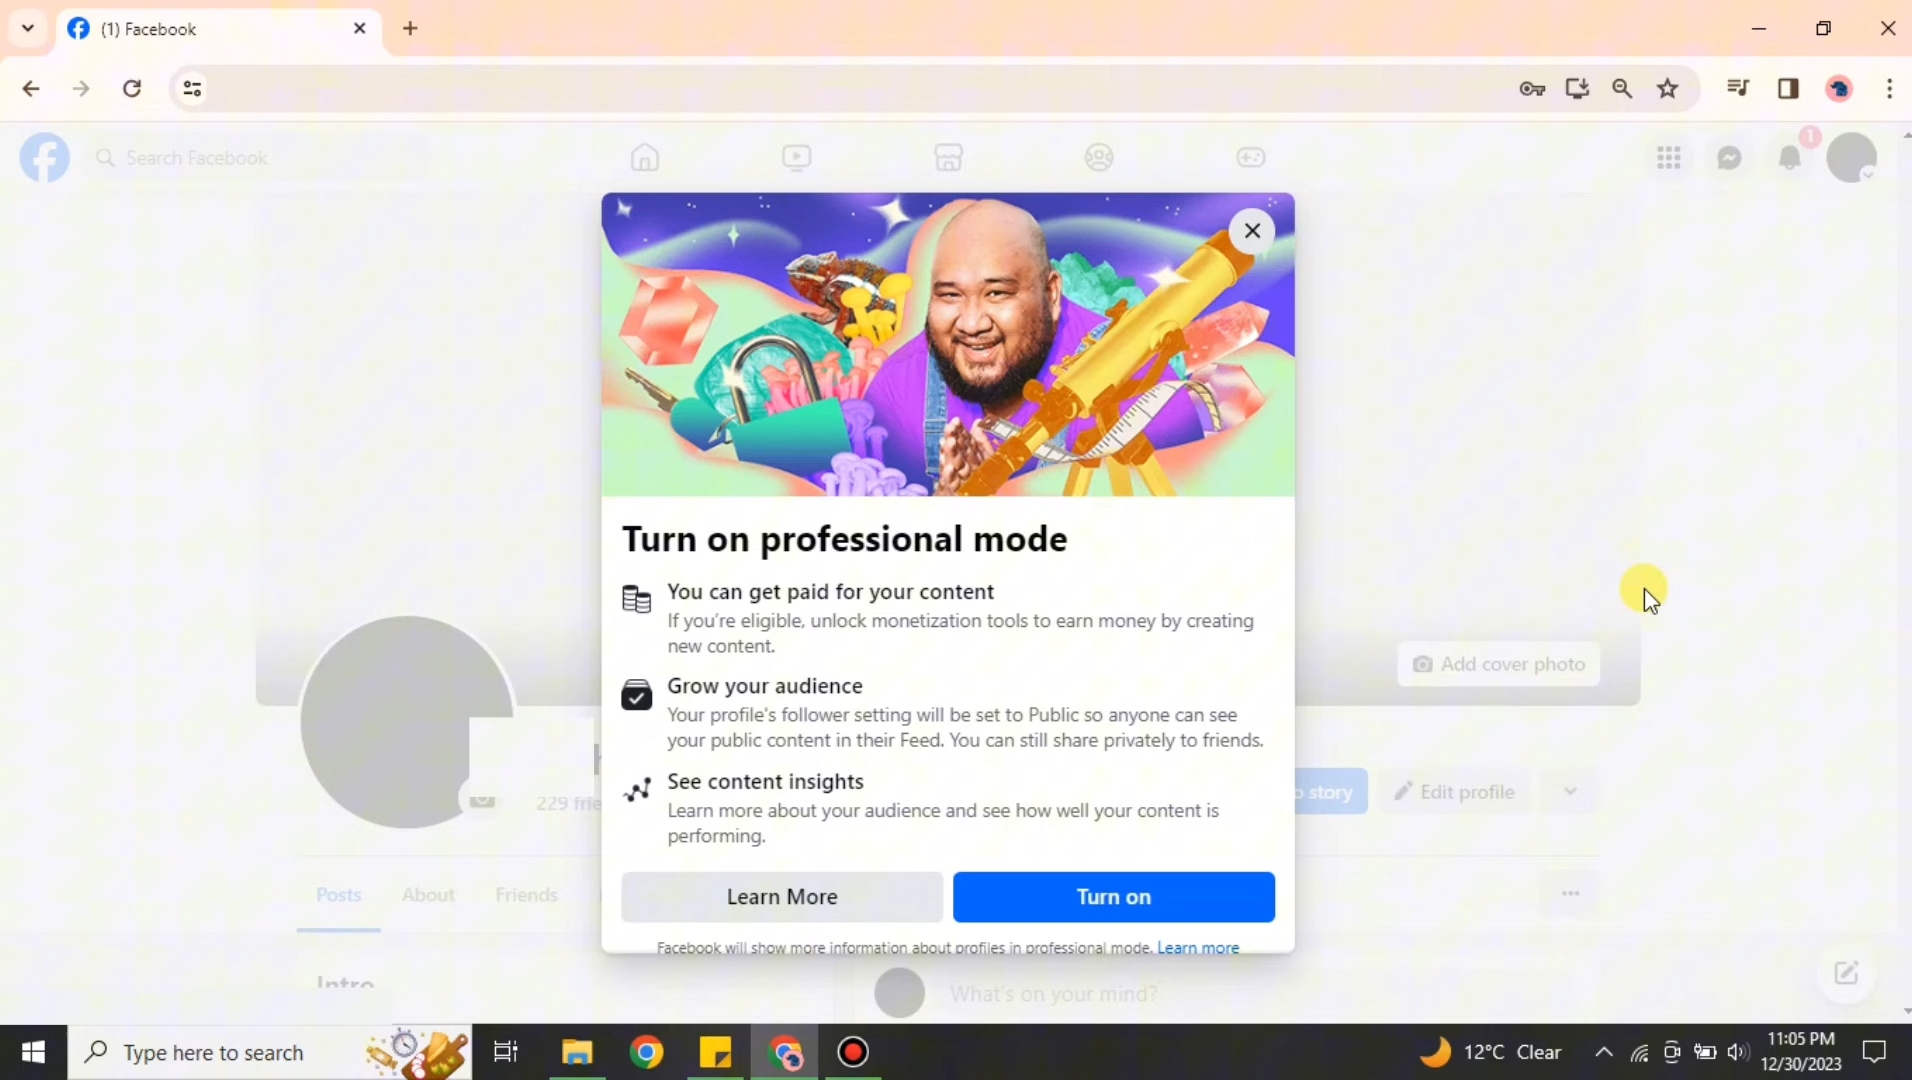 (1) Facebook
Search Facebook
1
Turn on professional mode
You can get paid for your content
If you're eligible, unlock monetization tools to earn money by creating
new content.
Grow your audience
Your profile's follower setting will be set to Public so anyone can see
your public content in their Feed. You can still share privately to friends.
See content insights
Learn more about your audience and see how well your content is
performing.
Learn More
Turn on
Facebook will show more information about profiles in professional mode. Learn more
Add cover photo
229
story
Edit profile
Posts
About
Friends
Intro
What's on your mind?
Type here to search
12°C Clear
11:05 PM
12/30/2023